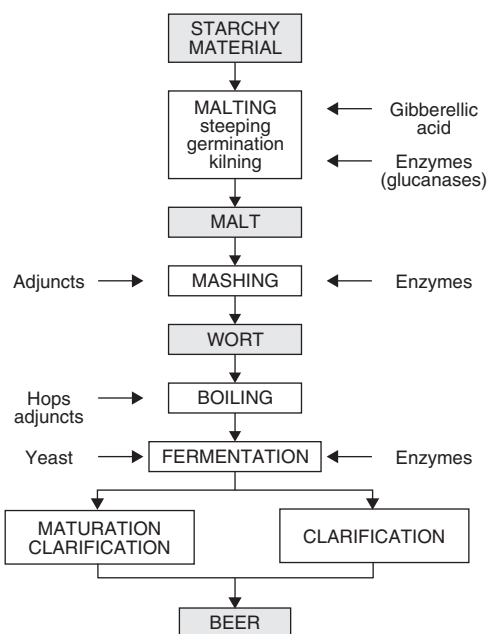 STARCHY
MATERIAL
MALTING
steeping
germination
kilning
Gibberellic
acid
Enzymes
(glucanases)
MALT
Adjuncts
MASHING
Enzymes
WORT
Hops
adjuncts
BOILING
Yeast
FERMENTATION
Enzymes
MATURATION
CLARIFICATION
CLARIFICATION
BEER